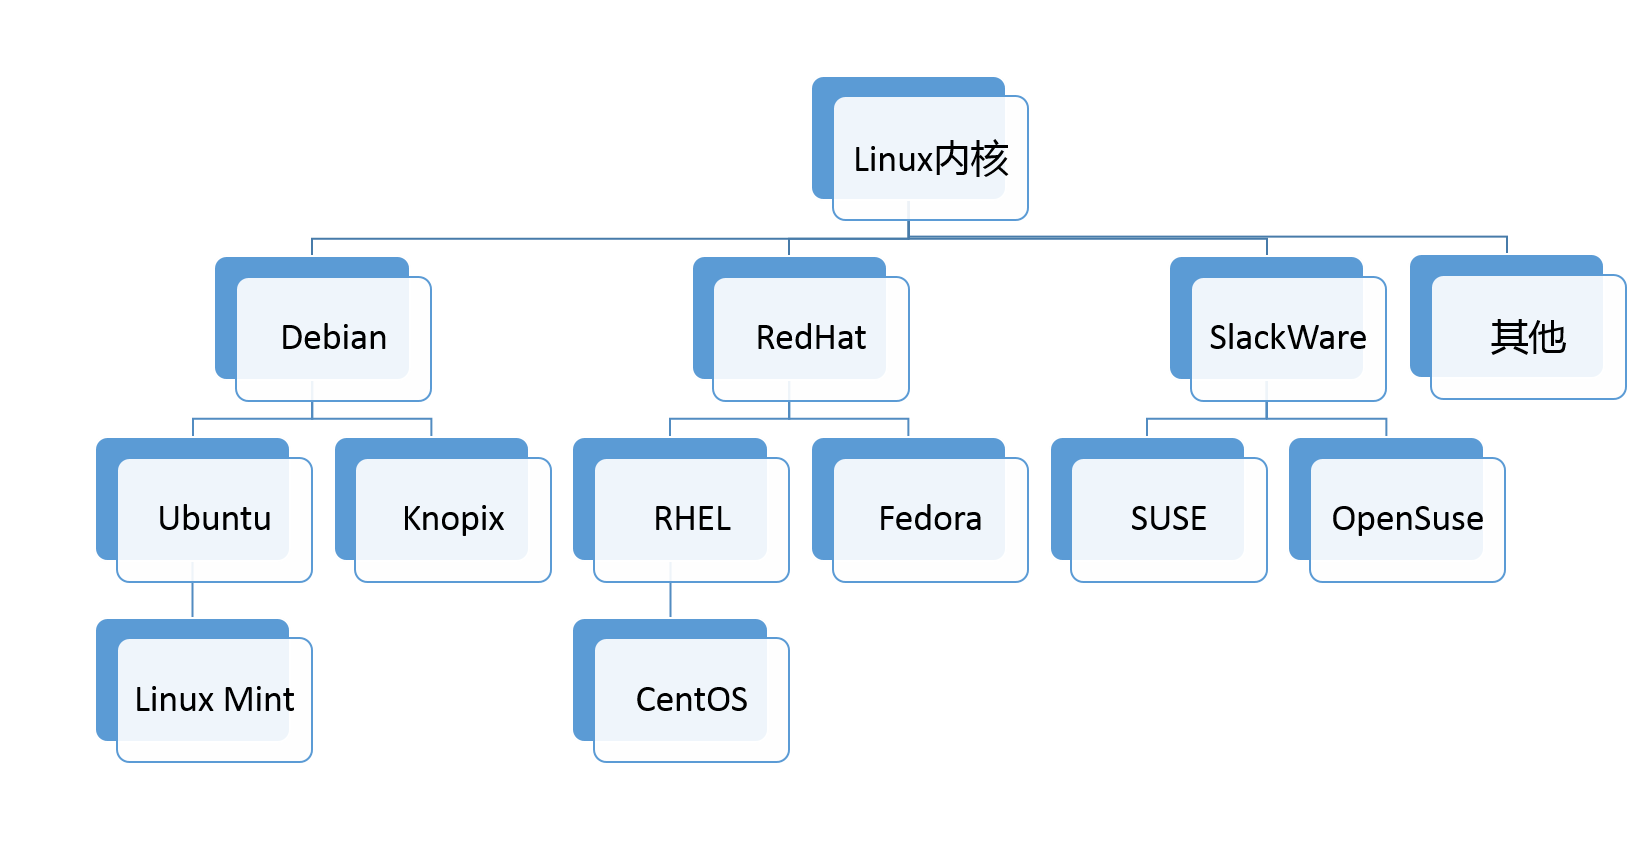 Linux内核
Debian
RedHat
SlackWare
其他
Ubuntu
Knopix
RHEL
Fedora
SUSE
OpenSuse
Linux Mint
CentOS